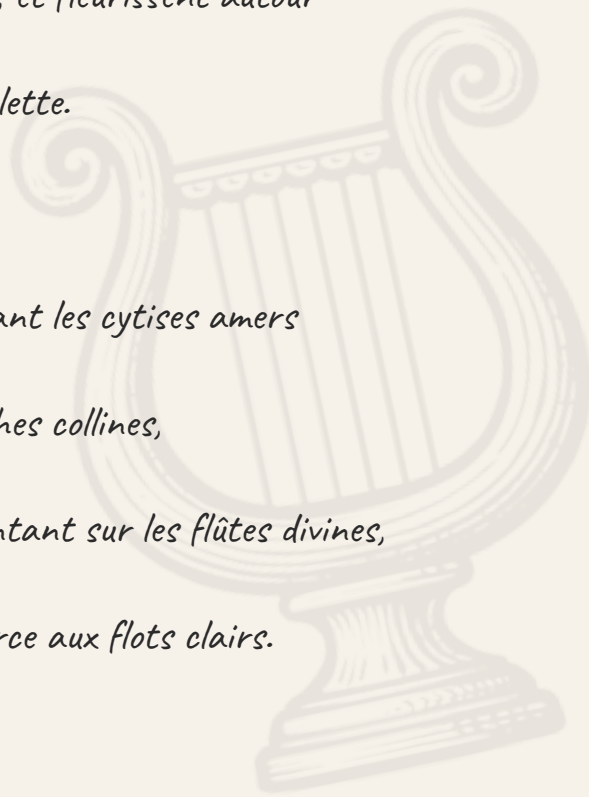 et fleurissent autour
lette.
ant les cytises amers
hes collines,
ntant sur les flûtes divines,
rce aux flots clairs.